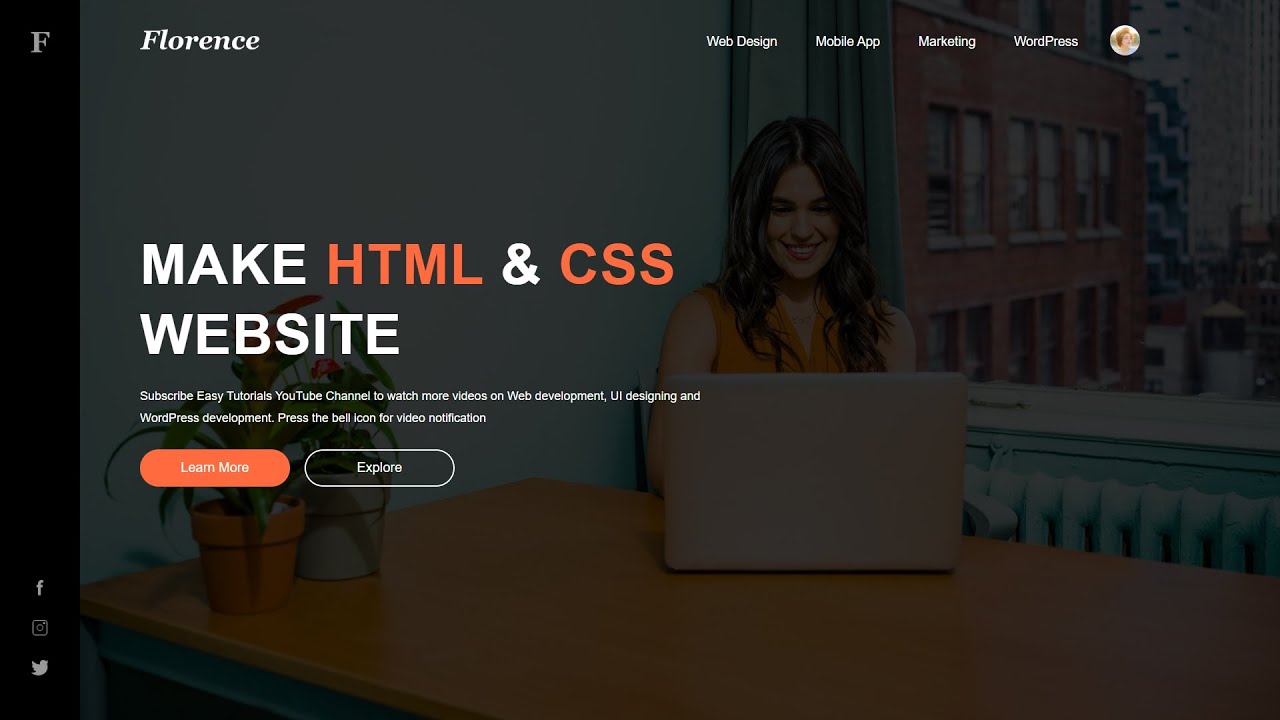 F
Florence
Web Design Mobile App Marketing WordPress
MAKE HTML & CSS
WEBSITE
Subscribe Easy Tutorials YouTube Channel to watch more videos on Web development, UI designing and
WordPress development. Press the bell icon for video notification
Learn More Explore